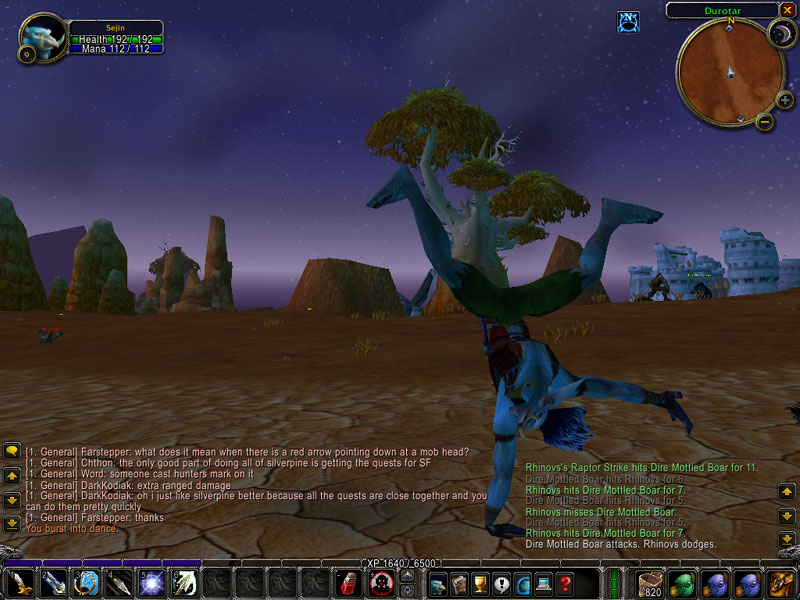 Sejin
Health 192 / 192
Mana 112 / 112
9
Durotar
N
[1. General] Farstepper: what does it mean when there is a red arrow pointing down at a mob head?
[1. General] Chthon: the only good part of doing all of silverpine is getting the quests for SF
[1. General] Word: someone cast hunters mark on it
[1. General] DarkKodiak: extra ranged damage
[1. General] DarkKodiak: oh i just like silverpine better because all the quests are close together and you
can do them pretty quickly
[1. General] Farstepper: thanks
You burst into dance.
Rhinovs's Raptor Strike hits Dire Mottled Boar for 11.
Dire Mottled Boar hits Rhinovs for 6.
Rhinovs hits Dire Mottled Boar for 7.
Dire Mottled Boar hits Rhinovs for 5.
Rhinovs misses Dire Mottled Boar.
Dire Mottled Boar hits Rhinovs for 5.
Rhinovs hits Dire Mottled Boar for 7.
Dire Mottled Boar attacks. Rhinovs dodges.
XP 1640 / 6500
820